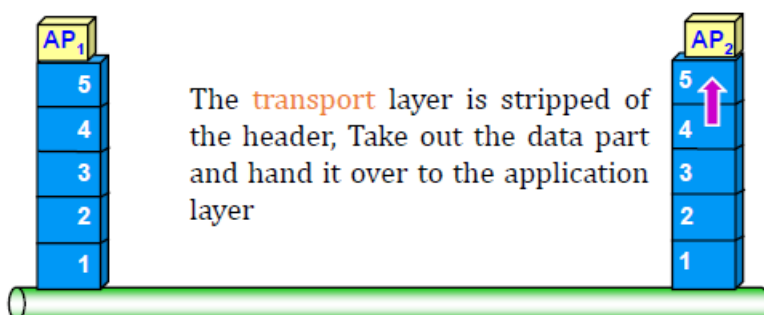 AP1
AP2
5
4
3
2
1
The transport layer is stripped of
the header, Take out the data part
and hand it over to the application
layer
5
4
3
2
1